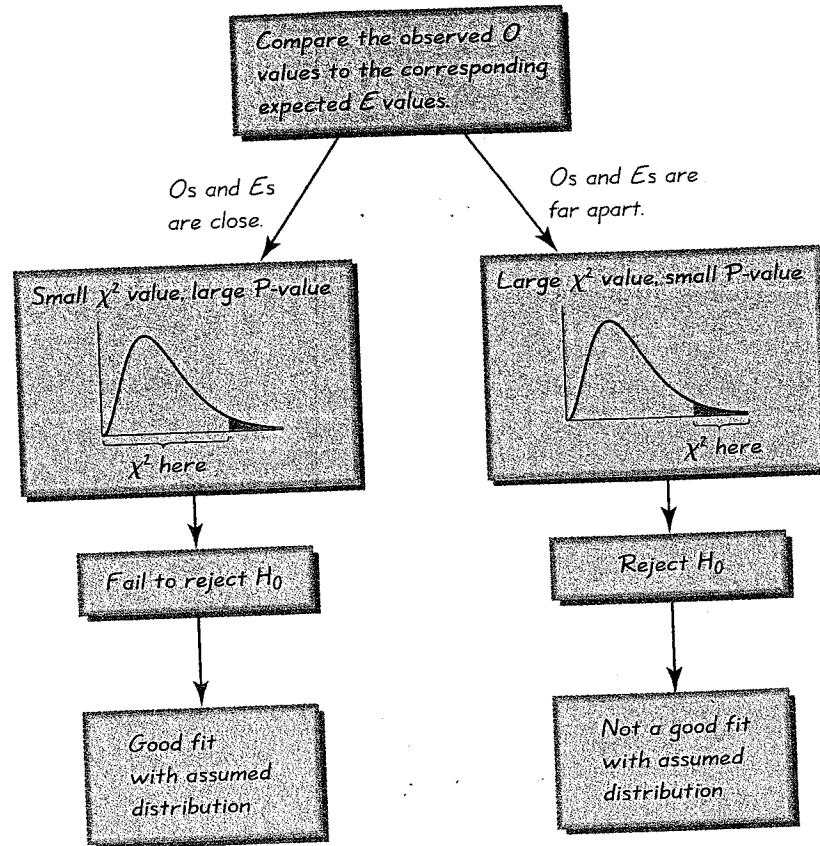 Compare the observed O
values to the corresponding
expected E values.
Os and Es
are close.
Os and Es are
far apart.
Small χ² value, large P-value
χ² here
Large χ² value, small P-value
χ² here
Fail to reject H₀
Reject H₀
Good fit
with assumed
distribution
Not a good fit
with assumed
distribution